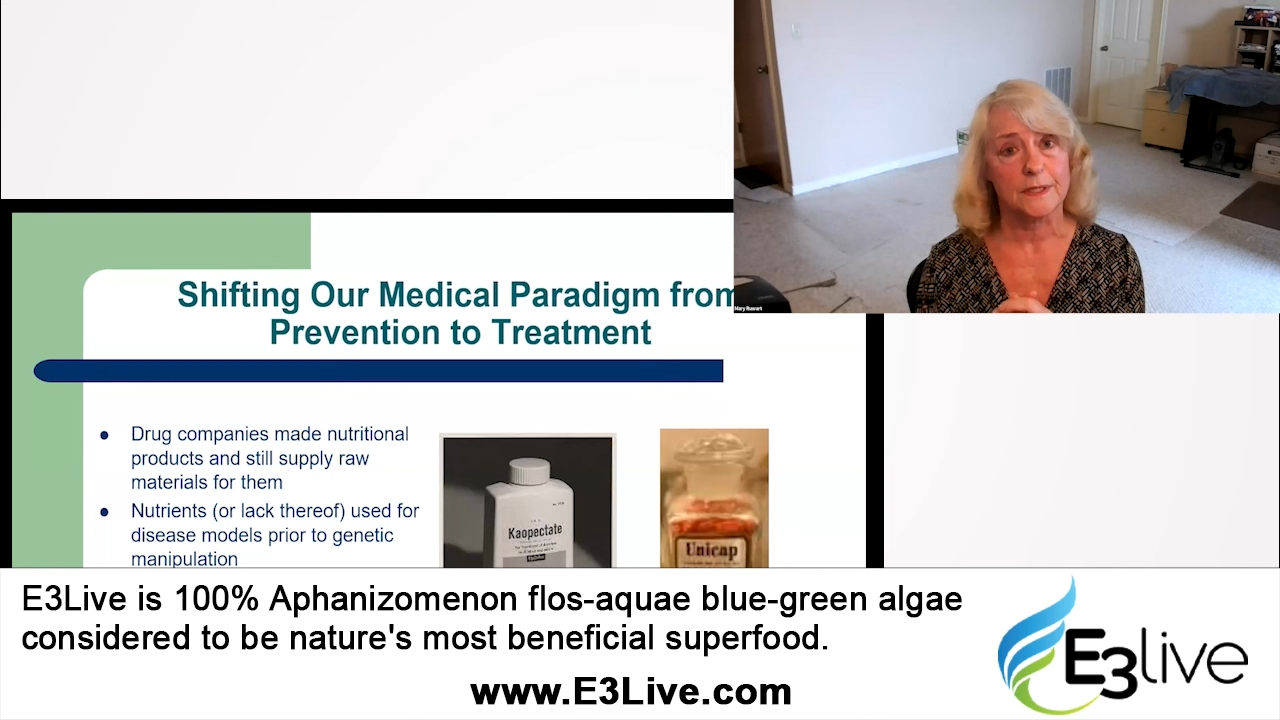 Mary Ruwart
Shifting Our Medical Paradigm from
Prevention to Treatment
● Drug companies made nutritional
products and still supply raw
materials for them
● Nutrients (or lack thereof) used for
disease models prior to genetic
manipulation
Kaopectate
Unicap
E3Live is 100% Aphanizomenon flos-aquae blue-green algae
considered to be nature's most beneficial superfood.
E3live
www.E3Live.com